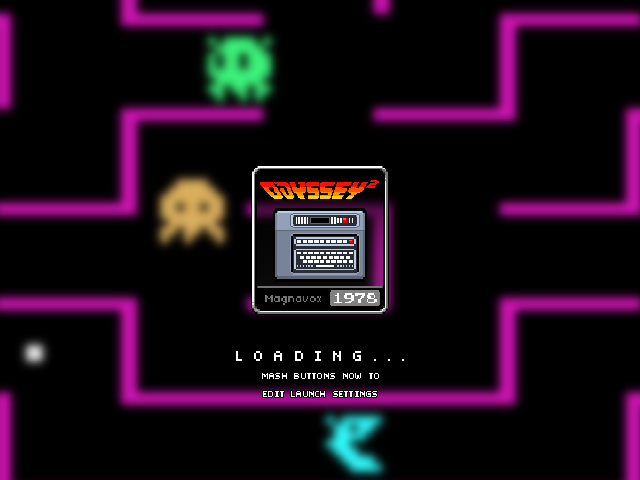 ODYSSEY²
Magnavox 1978
LOADING...
MASH BUTTONS NOW TO
EDIT LAUNCH SETTINGS